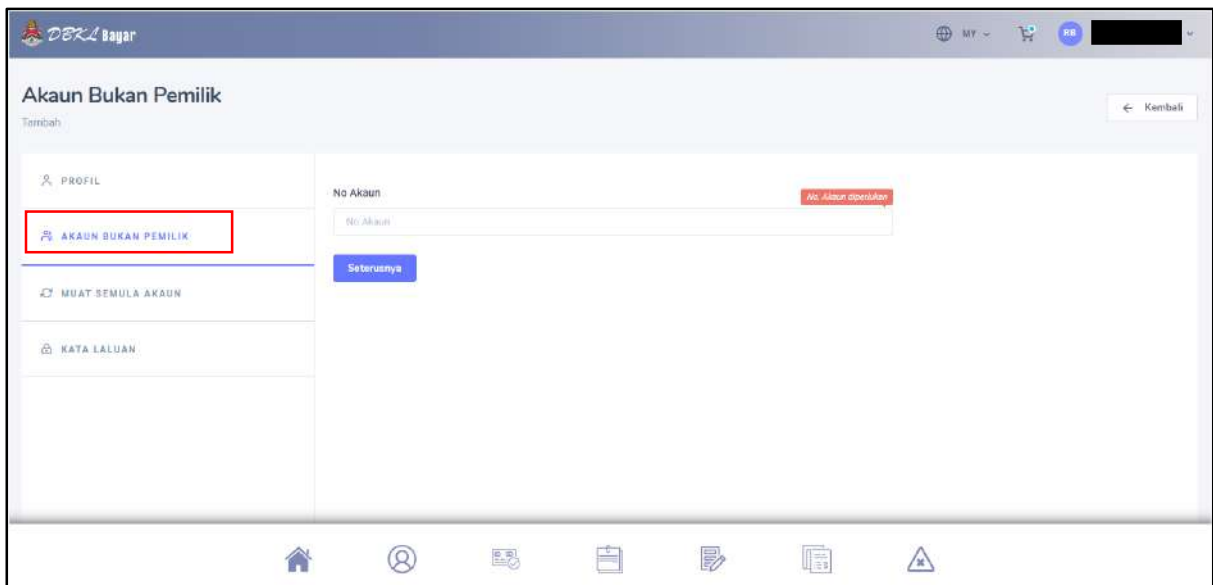 DBKL Bayar
MY
RB
Akaun Bukan Pemilik
Tambah
Kembali
PROFIL
AKAUN BUKAN PEMILIK
MUAT SEMULA AKAUN
KATA LALUAN
No Akaun
No. Akaun diperlukan
No Akaun
Seterusnya